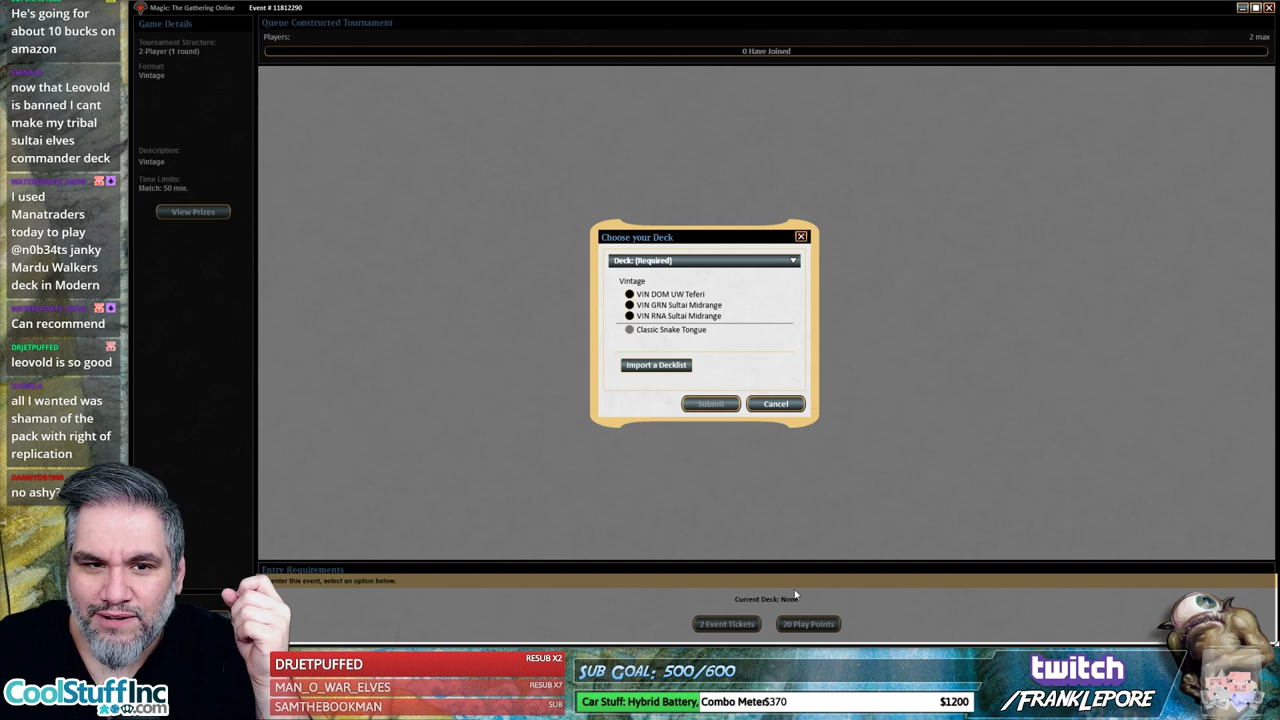 He's going for
about 10 bucks on
amazon
now that Leovold
is banned I cant
make my tribal
sultai elves
commander deck
I used
Manatraders
today to play
@n0b34ts janky
Mardu Walkers
deck in Modern
Can recommend
DRJETPUFFED
leovold is so good
all I wanted was
shaman of the
pack with right of
replication
no ashy?
Magic: The Gathering Online Event # 11812290
Game Details
Tournament Structure:
2-Player (1 round)
Format:
Vintage
Description:
Vintage
Time Limits:
Match: 50 min.
View Prizes
Queue Constructed Tournament
Players: 2 max
0 Have Joined
Choose your Deck
Deck: (Required)
Vintage
VIN DOM UW Teferi
VIN GRN Sultai Midrange
VIN RNA Sultai Midrange
Classic Snake Tongue
Import a Decklist
Submit Cancel
Entry Requirements
enter this event, select an option below.
Current Deck: None
2 Event Tickets 20 Play Points
DRJETPUFFED RESUB X2
MAN_O_WAR_ELVES RESUB X7
SAMTHEBOOKMAN SUB
SUB GOAL: 500/600
Car Stuff: Hybrid Battery, Combo Meter $370 $1200
twitch
/FRANKLEPORE
CoolStuffInc
.com